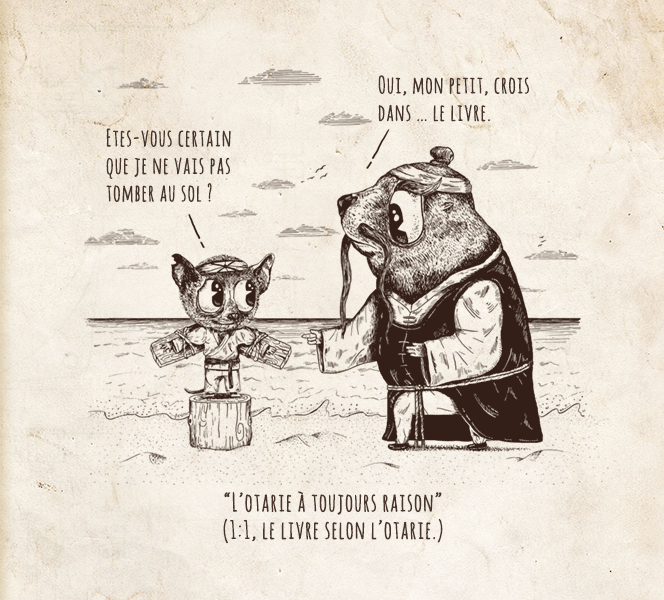 Etes-vous certain
que je ne vais pas
tomber au sol ?
Oui, mon petit, crois
dans ... le livre.
"L'otarie à toujours raison"
(1:1, le livre selon l'otarie.)